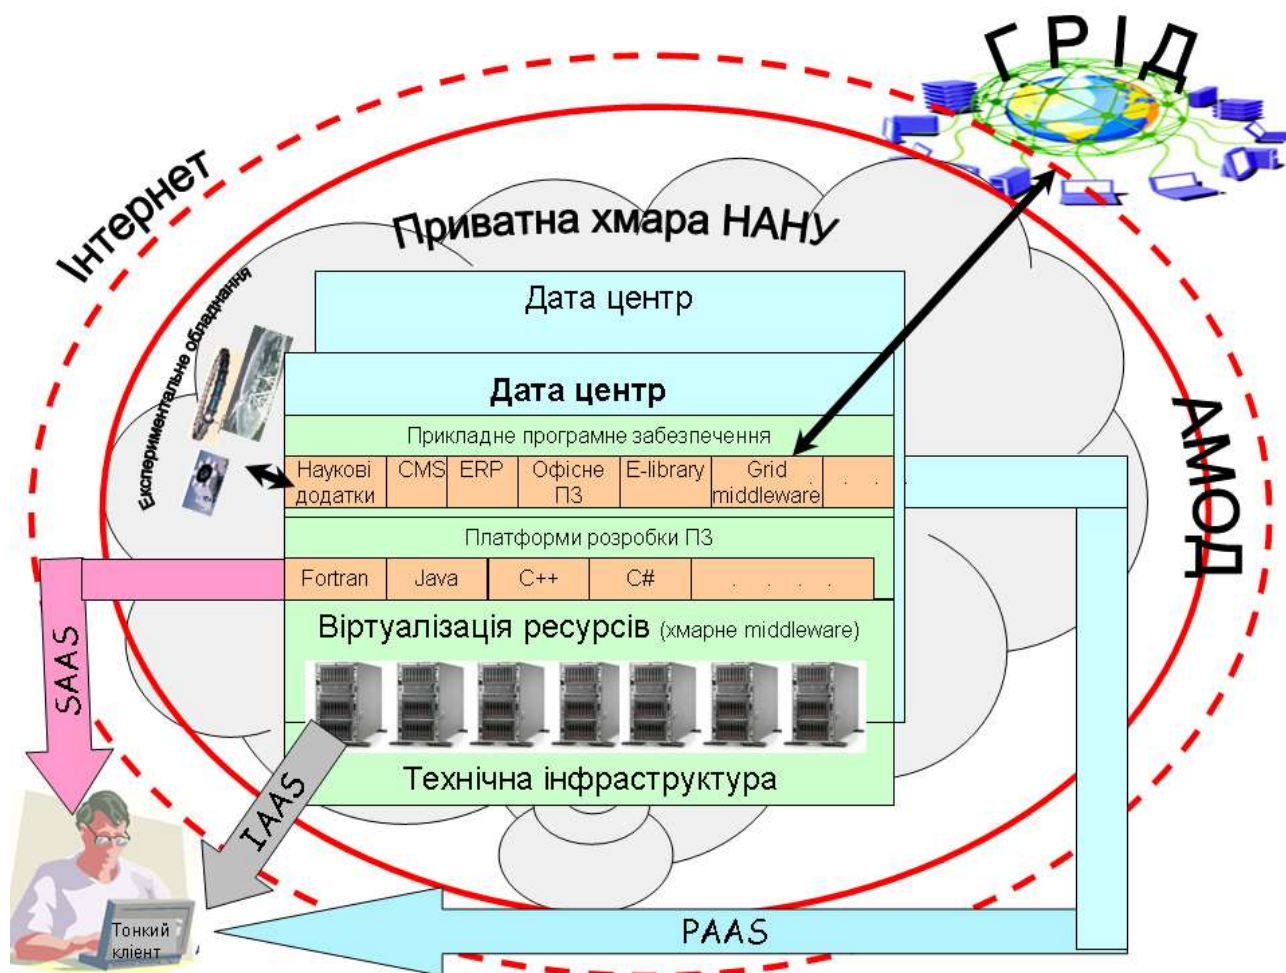 ГРІД
Інтернет
Приватна хмара НАНУ
Експериментальне обладнання
Дата центр
Дата центр
АМОД
Прикладне програмне забезпечення
Наукові додатки
CMS
ERP
Офісне ПЗ
E-library
Grid middleware
. . . .
Платформи розробки ПЗ
Fortran
Java
C++
C#
. . . .
Віртуалізація ресурсів (хмарне middleware)
SAAS
IAAS
Технічна інфраструктура
PAAS
Тонкий
клієнт